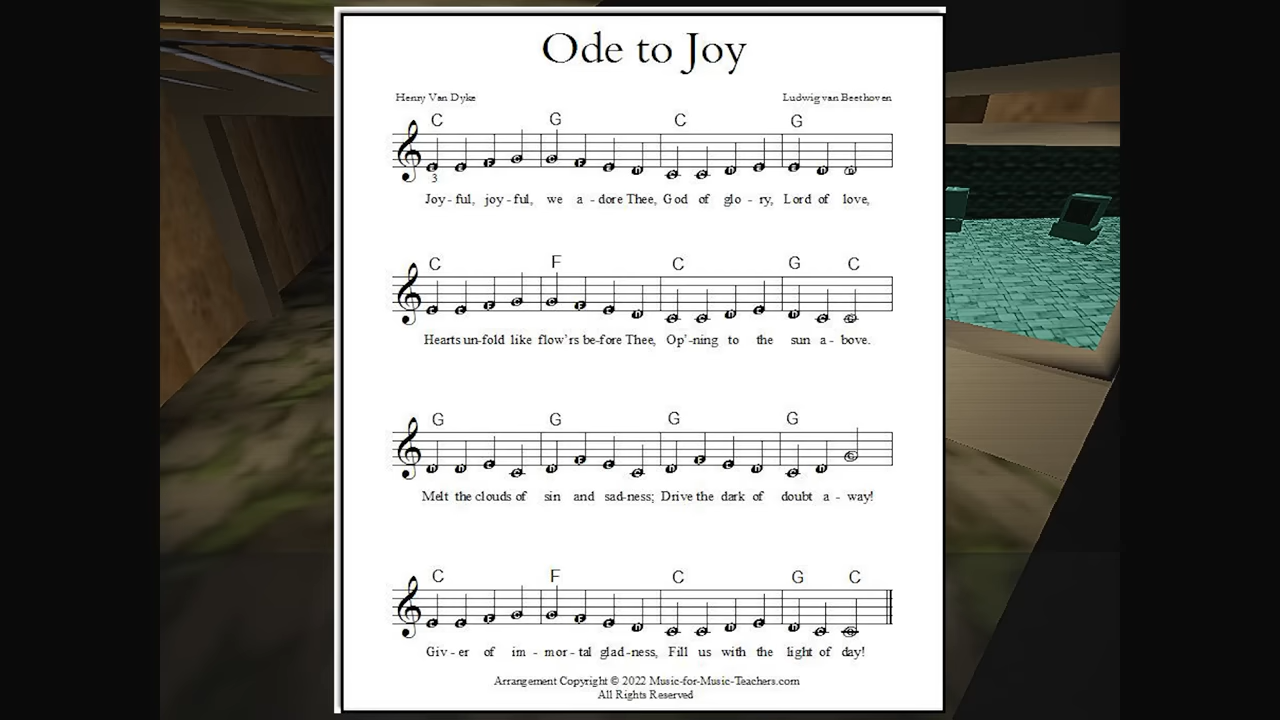 Ode to Joy
Henry Van Dyke Ludwig van Beethoven
C G C G
3
Joy - ful, joy - ful, we a - dore Thee, God of glo - ry, Lord of love,
C F C G C
Hearts un-fold like flow'rs be-fore Thee, Op'-ning to the sun a - bove.
G G G G
Melt the clouds of sin and sad-ness; Drive the dark of doubt a - way!
C F C G C
Giv - er of im - mor - tal glad-ness, Fill us with the light of day!
Arrangement Copyright © 2022 Music-for-Music-Teachers.com
All Rights Reserved